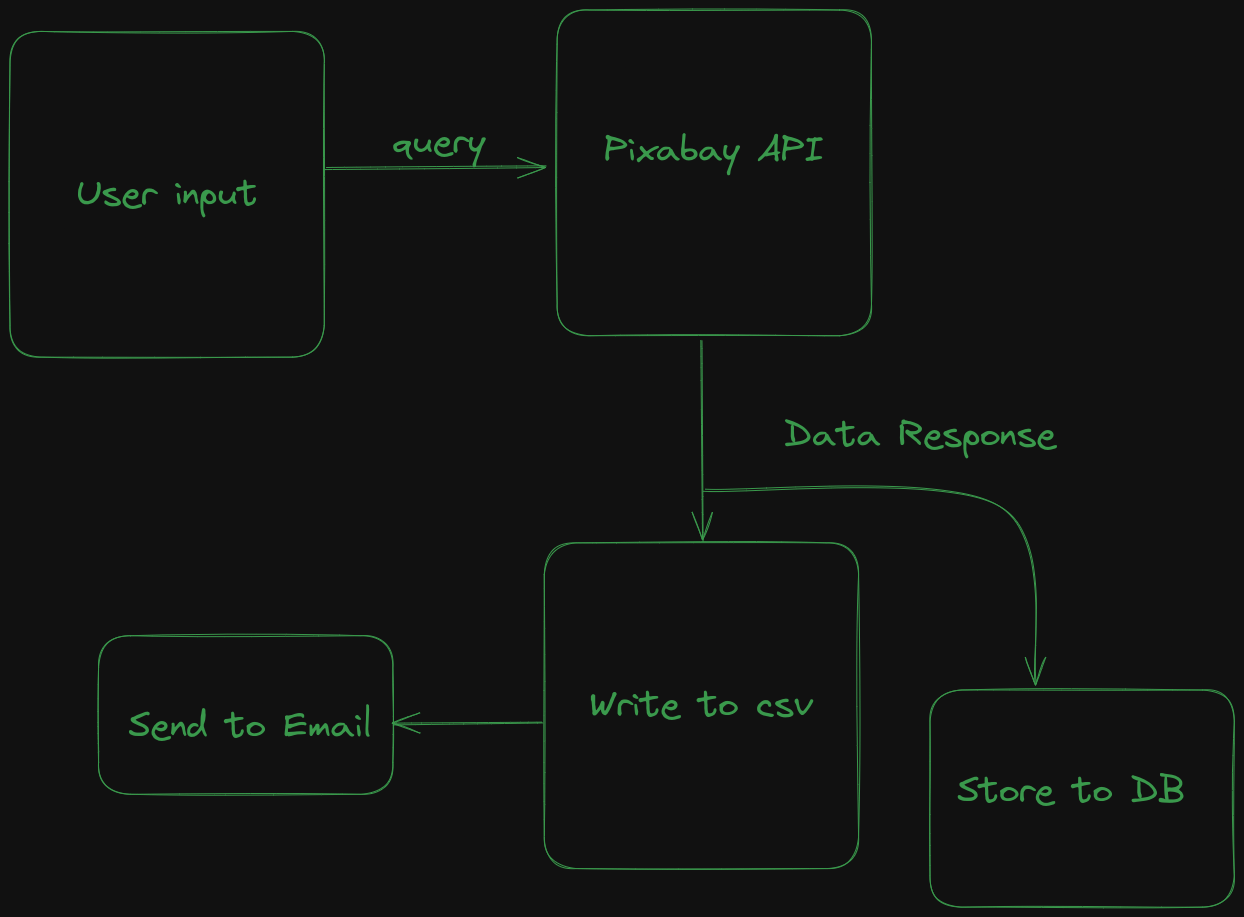 User input
query
Pixabay API
Data Response
Write to csv
Send to Email
Store to DB